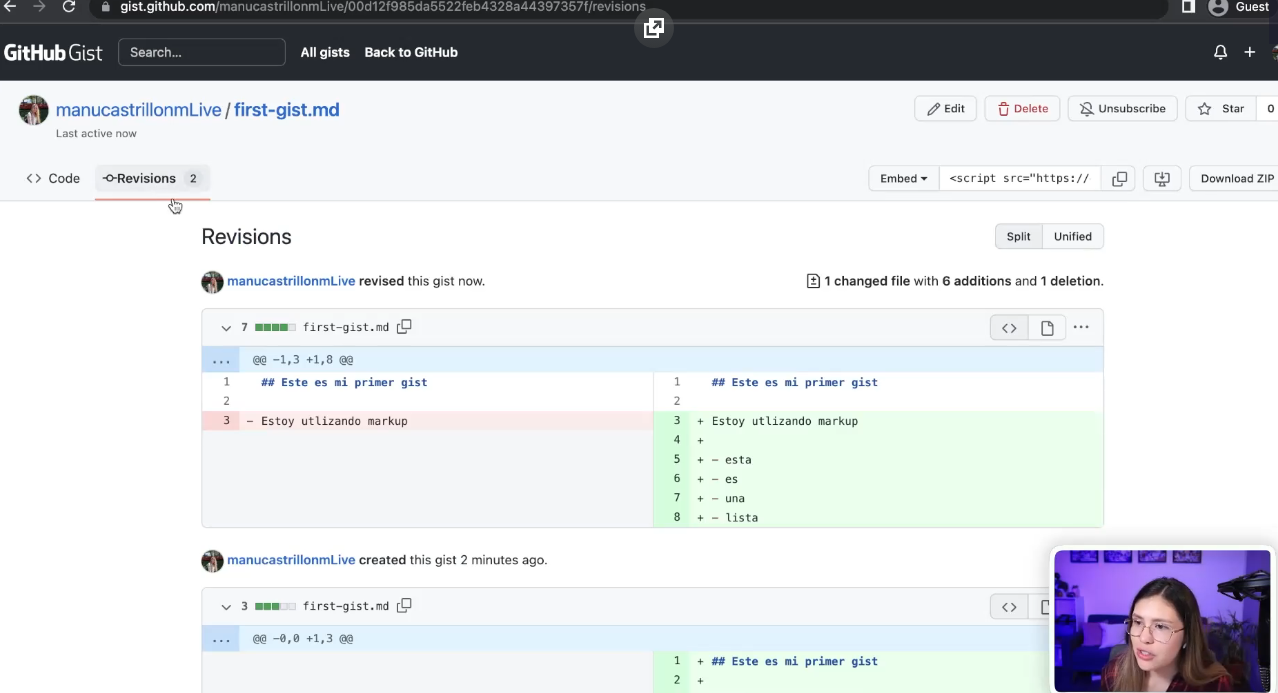 gist.github.com/manucastrillonmLive/00d12f985da5522feb4328a44397357f/revisions
Guest
GitHub Gist
Search...
All gists
Back to GitHub
manucastrillonmLive / first-gist.md
Last active now
Edit
Delete
Unsubscribe
Star
0
Code
Revisions 2
Embed
<script src="https://
Download ZIP
Revisions
Split
Unified
manucastrillonmLive revised this gist now.
1 changed file with 6 additions and 1 deletion.
7 first-gist.md
... @@ -1,3 +1,8 @@
1 ## Este es mi primer gist
2
3 - Estoy utlizando markup
1 ## Este es mi primer gist
2
3 + Estoy utlizando markup
4 +
5 + - esta
6 + - es
7 + - una
8 + - lista
manucastrillonmLive created this gist 2 minutes ago.
3 first-gist.md
... @@ -0,0 +1,3 @@
1 + ## Este es mi primer gist
2 +